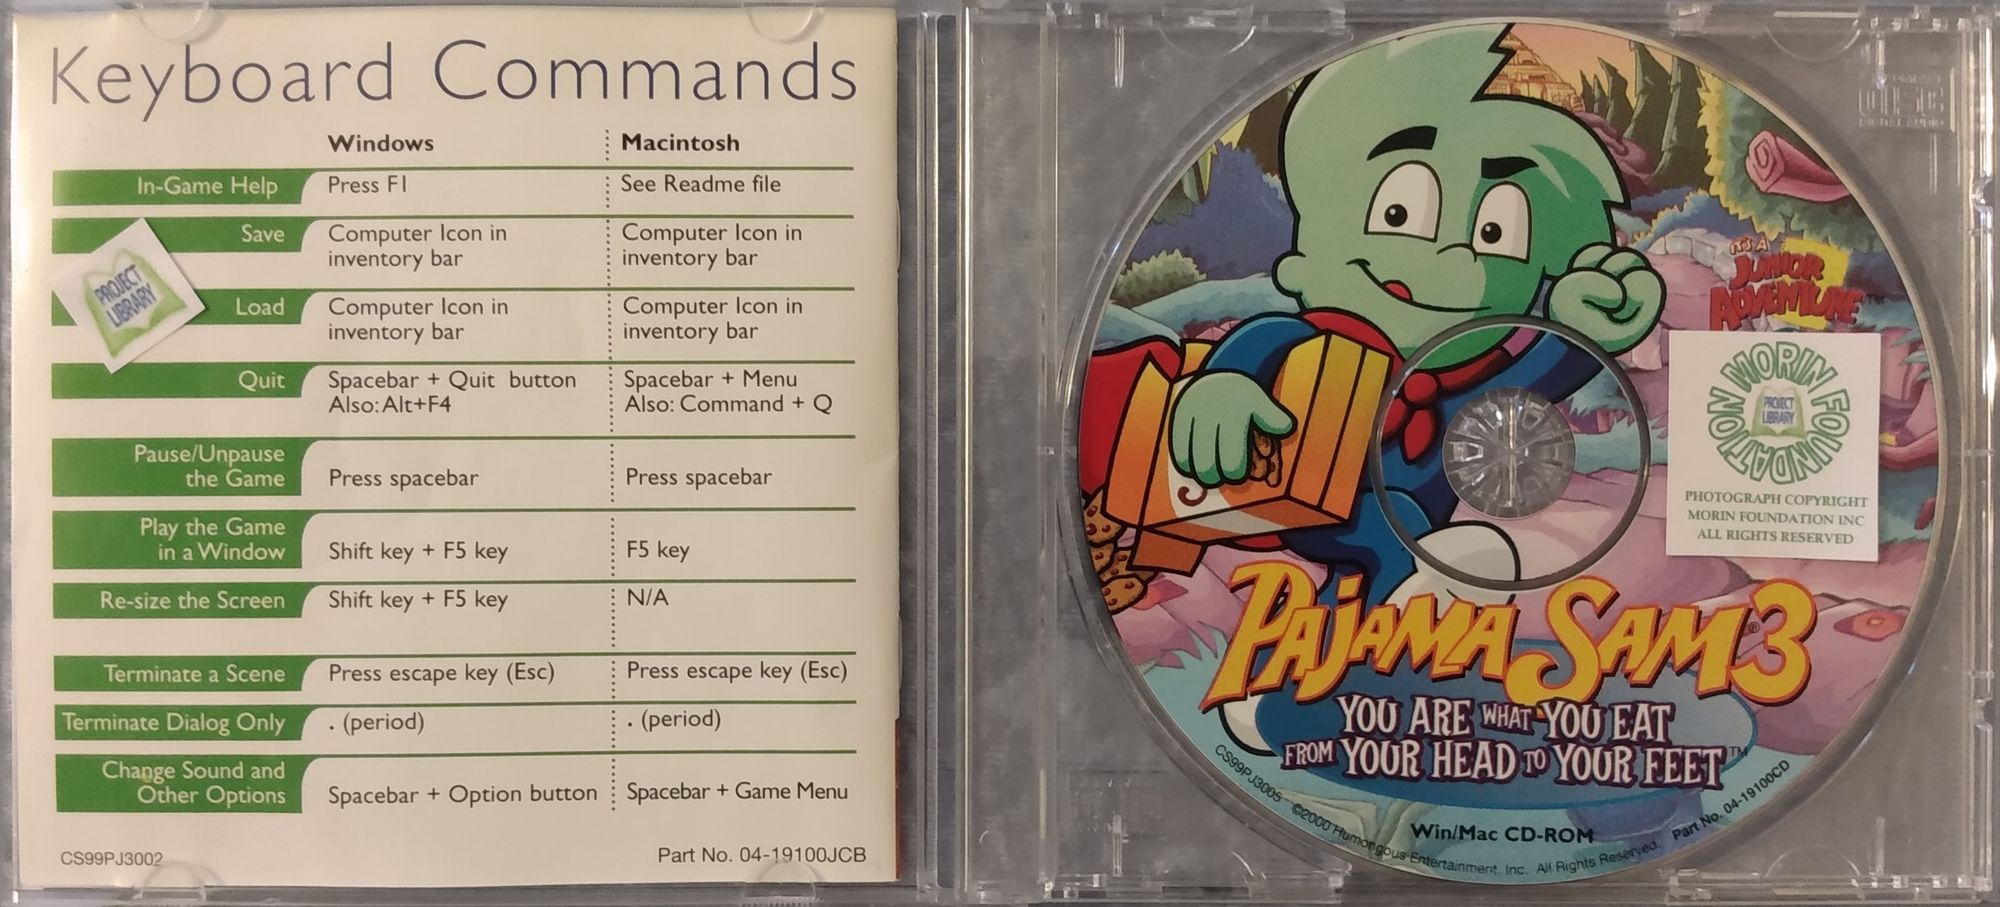 Keyboard Commands
Windows Macintosh
In-Game Help Press F1 See Readme file
Save Computer Icon in Computer Icon in
inventory bar inventory bar
Load Computer Icon in Computer Icon in
inventory bar inventory bar
Quit Spacebar + Quit button Spacebar + Menu
Also: Alt+F4 Also: Command + Q
Pause/Unpause
the Game Press spacebar Press spacebar
Play the Game
in a Window Shift key + F5 key F5 key
Re-size the Screen Shift key + F5 key N/A
Terminate a Scene Press escape key (Esc) Press escape key (Esc)
Terminate Dialog Only . (period) . (period)
Change Sound and
Other Options Spacebar + Option button Spacebar + Game Menu
CS99PJ3002 Part No. 04-19100JCB
PROJECT
LIBRARY
COMPACT
DISC
DIGITAL AUDIO
IT'S A
JUNIOR
ADVENTURE™
MORIN FOUNDATION
PROJECT
LIBRARY
PHOTOGRAPH COPYRIGHT
MORIN FOUNDATION INC
ALL RIGHTS RESERVED
PAJAMA SAM® 3
YOU ARE WHAT YOU EAT
FROM YOUR HEAD TO YOUR FEET™
Win/Mac CD-ROM
CS99PJ3005 ©2000 Humongous Entertainment, Inc. All Rights Reserved. Part No. 04-19100CD